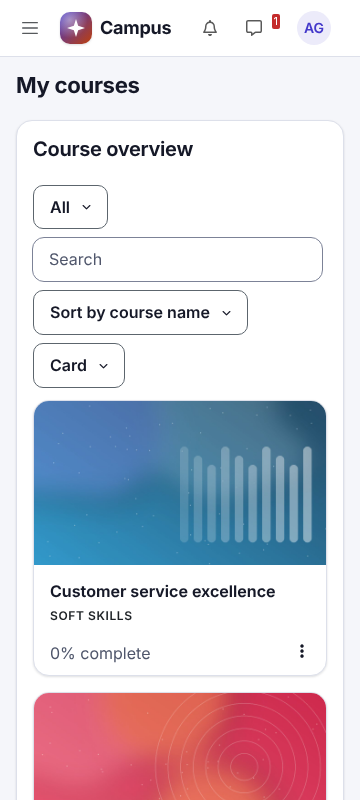 Campus
1
AG
My courses
Course overview
All
Search
Sort by course name
Card
Customer service excellence
SOFT SKILLS
0% complete